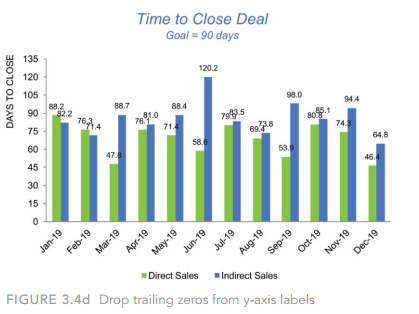 Time to Close Deal
Goal = 90 days
DAYS TO CLOSE
135
120
105
90
75
60
45
30
15
0
88.2 82.2 76.3 71.4 47.8 88.7 76.1 81.0 71.4 88.4 58.6 120.2 79.9 83.5 69.4 73.8 53.9 98.0 80.8 85.1 74.3 94.4 46.4 64.8
Jan-19 Feb-19 Mar-19 Apr-19 May-19 Jun-19 Jul-19 Aug-19 Sep-19 Oct-19 Nov-19 Dec-19
Direct Sales Indirect Sales
FIGURE 3.4d Drop trailing zeros from y-axis labels